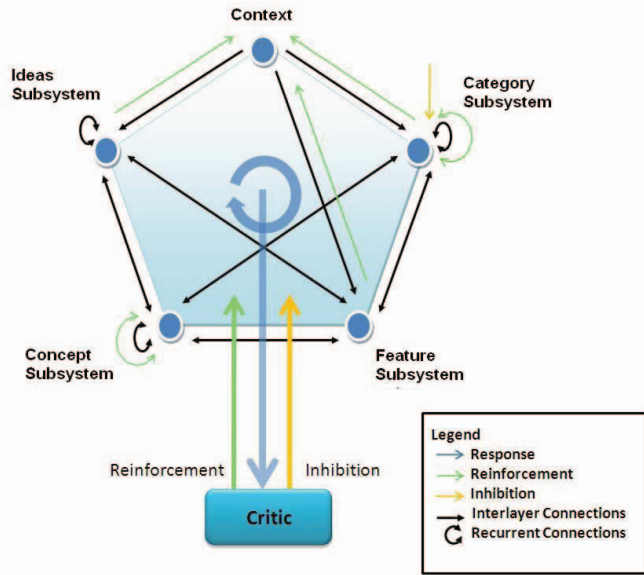 Context
Ideas
Subsystem
Category
Subsystem
Concept
Subsystem
Feature
Subsystem
Reinforcement
Inhibition
Critic
Legend
Response
Reinforcement
Inhibition
Interlayer Connections
Recurrent Connections